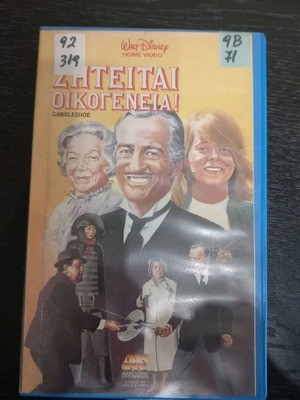 92
319
9B
71
WALT DISNEY
HOME VIDEO
ΖΗΤΕΙΤΑΙ
ΟΙΚΟΓΕΝΕΙΑ!
CANDLESHOE